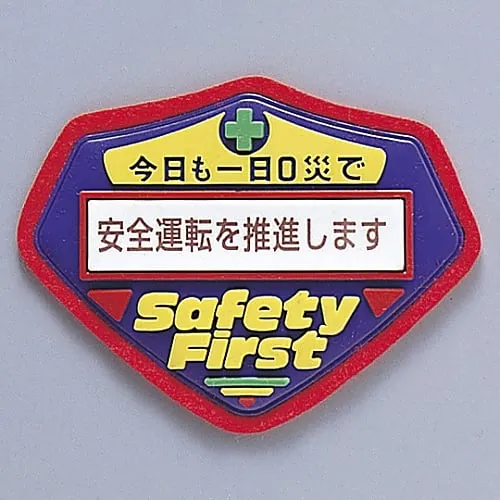 今日も一日0災で
安全運転を推進します
Safety
First